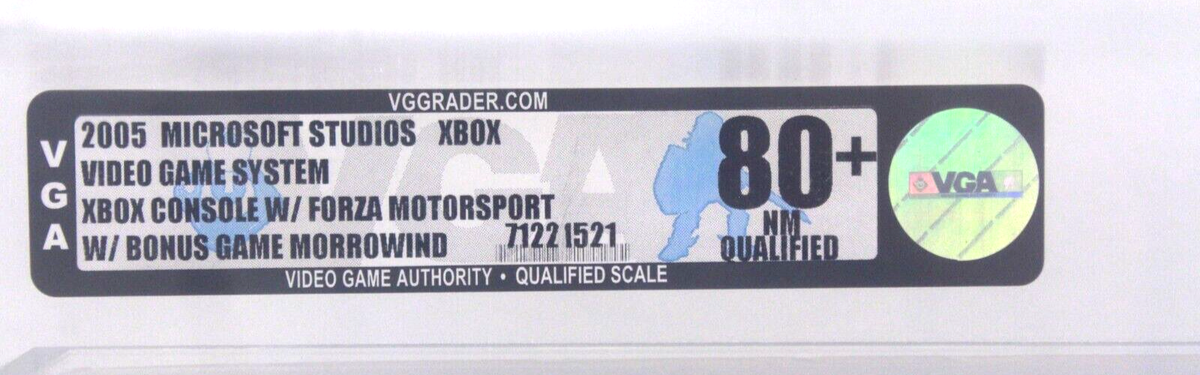 VGGRADER.COM
VGA
2005 MICROSOFT STUDIOS XBOX
VIDEO GAME SYSTEM
XBOX CONSOLE W/ FORZA MOTORSPORT
W/ BONUS GAME MORROWIND 71221521
80+
NM
QUALIFIED
VGA
VIDEO GAME AUTHORITY • QUALIFIED SCALE